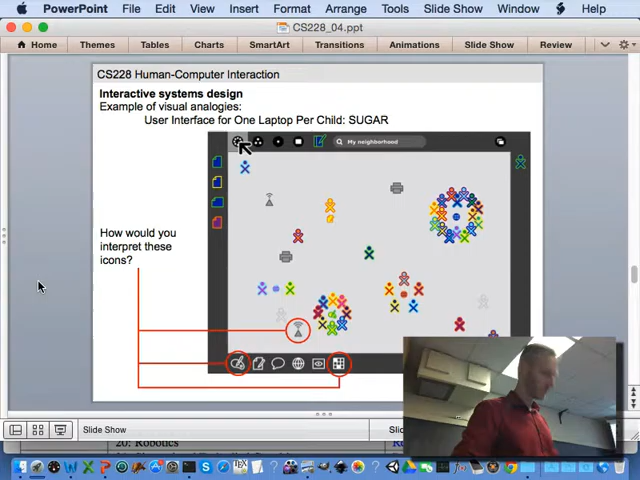 PowerPoint File Edit View Insert Format Arrange Tools Slide Show Window Help
CS228_04.ppt
Home Themes Tables Charts SmartArt Transitions Animations Slide Show Review
CS228 Human-Computer Interaction
Interactive systems design
Example of visual analogies:
User Interface for One Laptop Per Child: SUGAR
My neighborhood
How would you
interpret these
icons?
Slide Show
20: Robotics